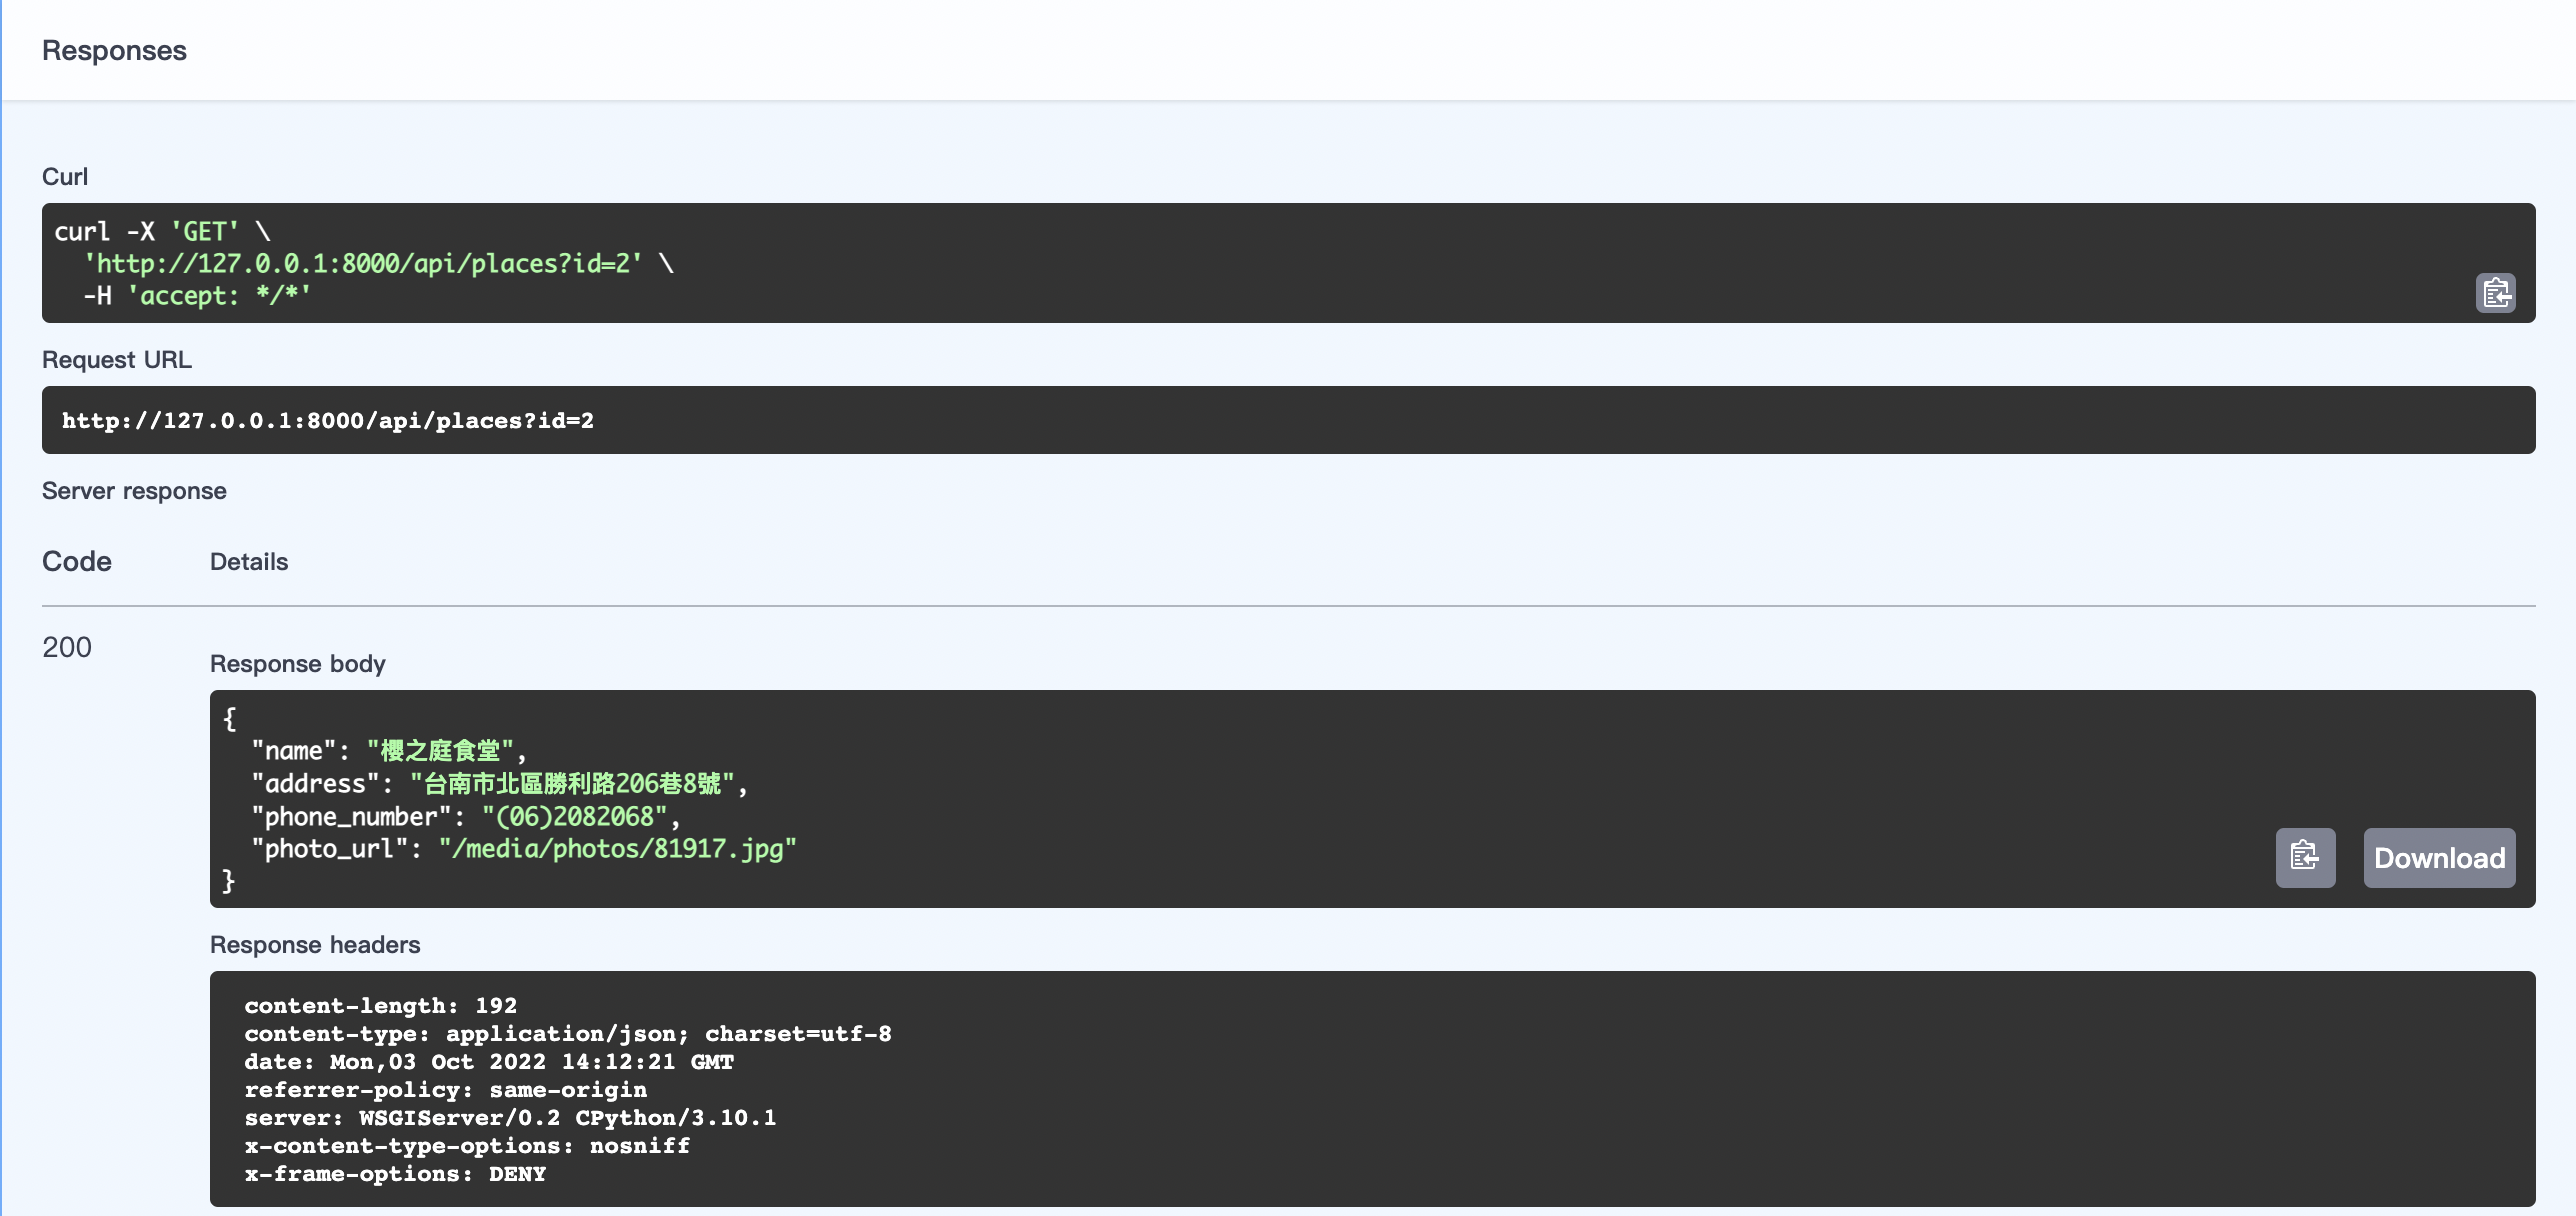 Responses
Curl
curl -X 'GET' \
  'http://127.0.0.1:8000/api/places?id=2' \
  -H 'accept: */*'
Request URL
http://127.0.0.1:8000/api/places?id=2
Server response
Code Details
200
Response body
{
  "name": "櫻之庭食堂",
  "address": "台南市北區勝利路206巷8號",
  "phone_number": "(06)2082068",
  "photo_url": "/media/photos/81917.jpg"
}
Download
Response headers
content-length: 192
content-type: application/json; charset=utf-8
date: Mon,03 Oct 2022 14:12:21 GMT
referrer-policy: same-origin
server: WSGIServer/0.2 CPython/3.10.1
x-content-type-options: nosniff
x-frame-options: DENY